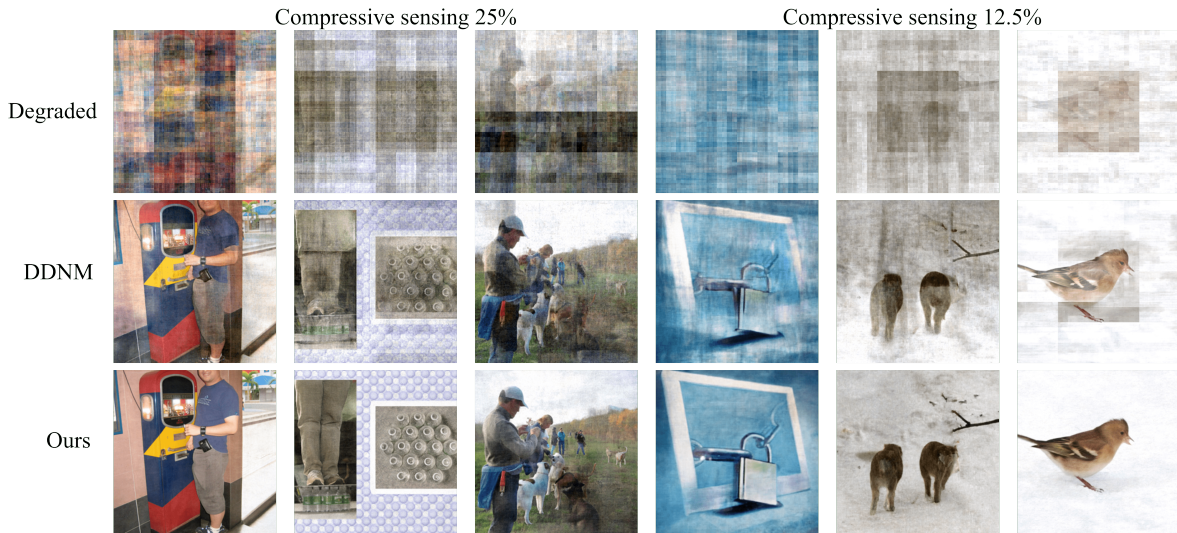 Compressive sensing 25%
Compressive sensing 12.5%
Degraded
DDNM
Ours